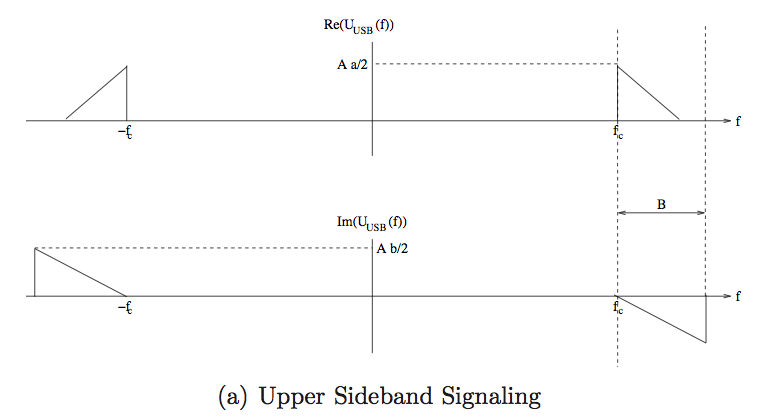 Re(U_USB(f))
A a/2
f
−f_c
f_c
B
Im(U_USB(f))
A b/2
f
−f_c
f_c
(a) Upper Sideband Signaling